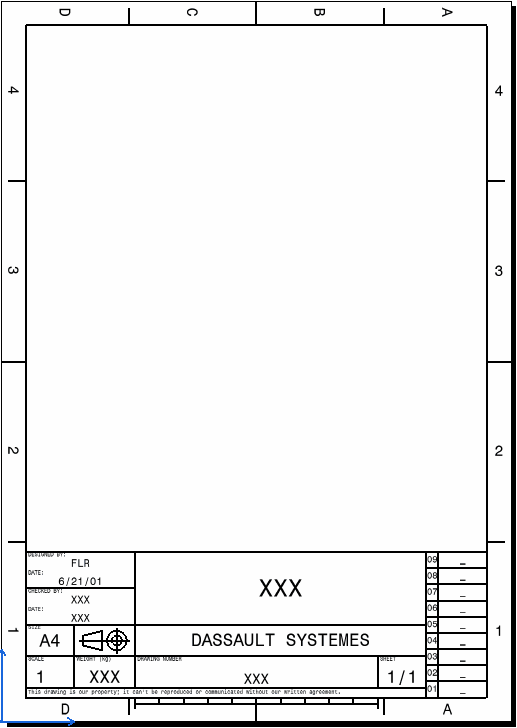 D C B A
4 4
3 3
2 2
1 1
DESIGNED BY:
FLR
DATE:
6/21/01
CHECKED BY:
XXX
DATE:
XXX
XXX
SIZE
A4
DASSAULT SYSTEMES
SCALE
1
WEIGHT (kg)
XXX
DRAWING NUMBER
XXX
SHEET
1/1
09 _
08 _
07 _
06 _
05 _
04 _
03 _
02 _
01 _
This drawing is our property; it can't be reproduced or communicated without our written agreement.
D A